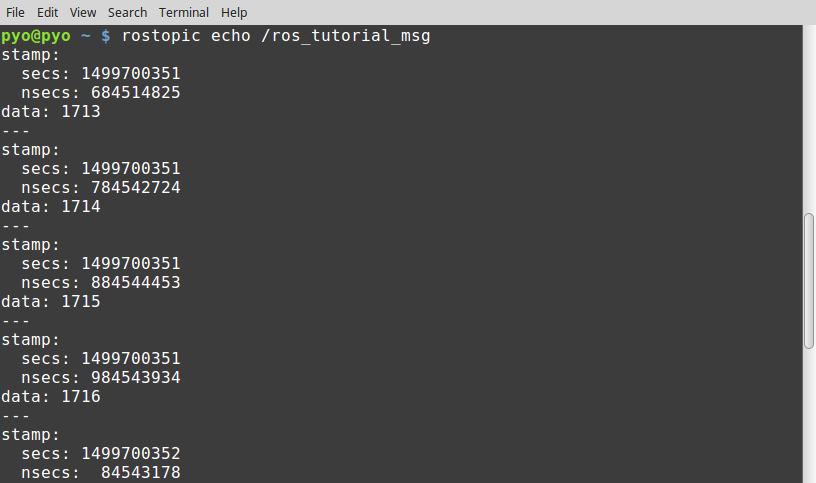 File Edit View Search Terminal Help
pyo@pyo ~ $ rostopic echo /ros_tutorial_msg
stamp:
  secs: 1499700351
  nsecs: 684514825
data: 1713
---
stamp:
  secs: 1499700351
  nsecs: 784542724
data: 1714
---
stamp:
  secs: 1499700351
  nsecs: 884544453
data: 1715
---
stamp:
  secs: 1499700351
  nsecs: 984543934
data: 1716
---
stamp:
  secs: 1499700352
  nsecs:  84543178